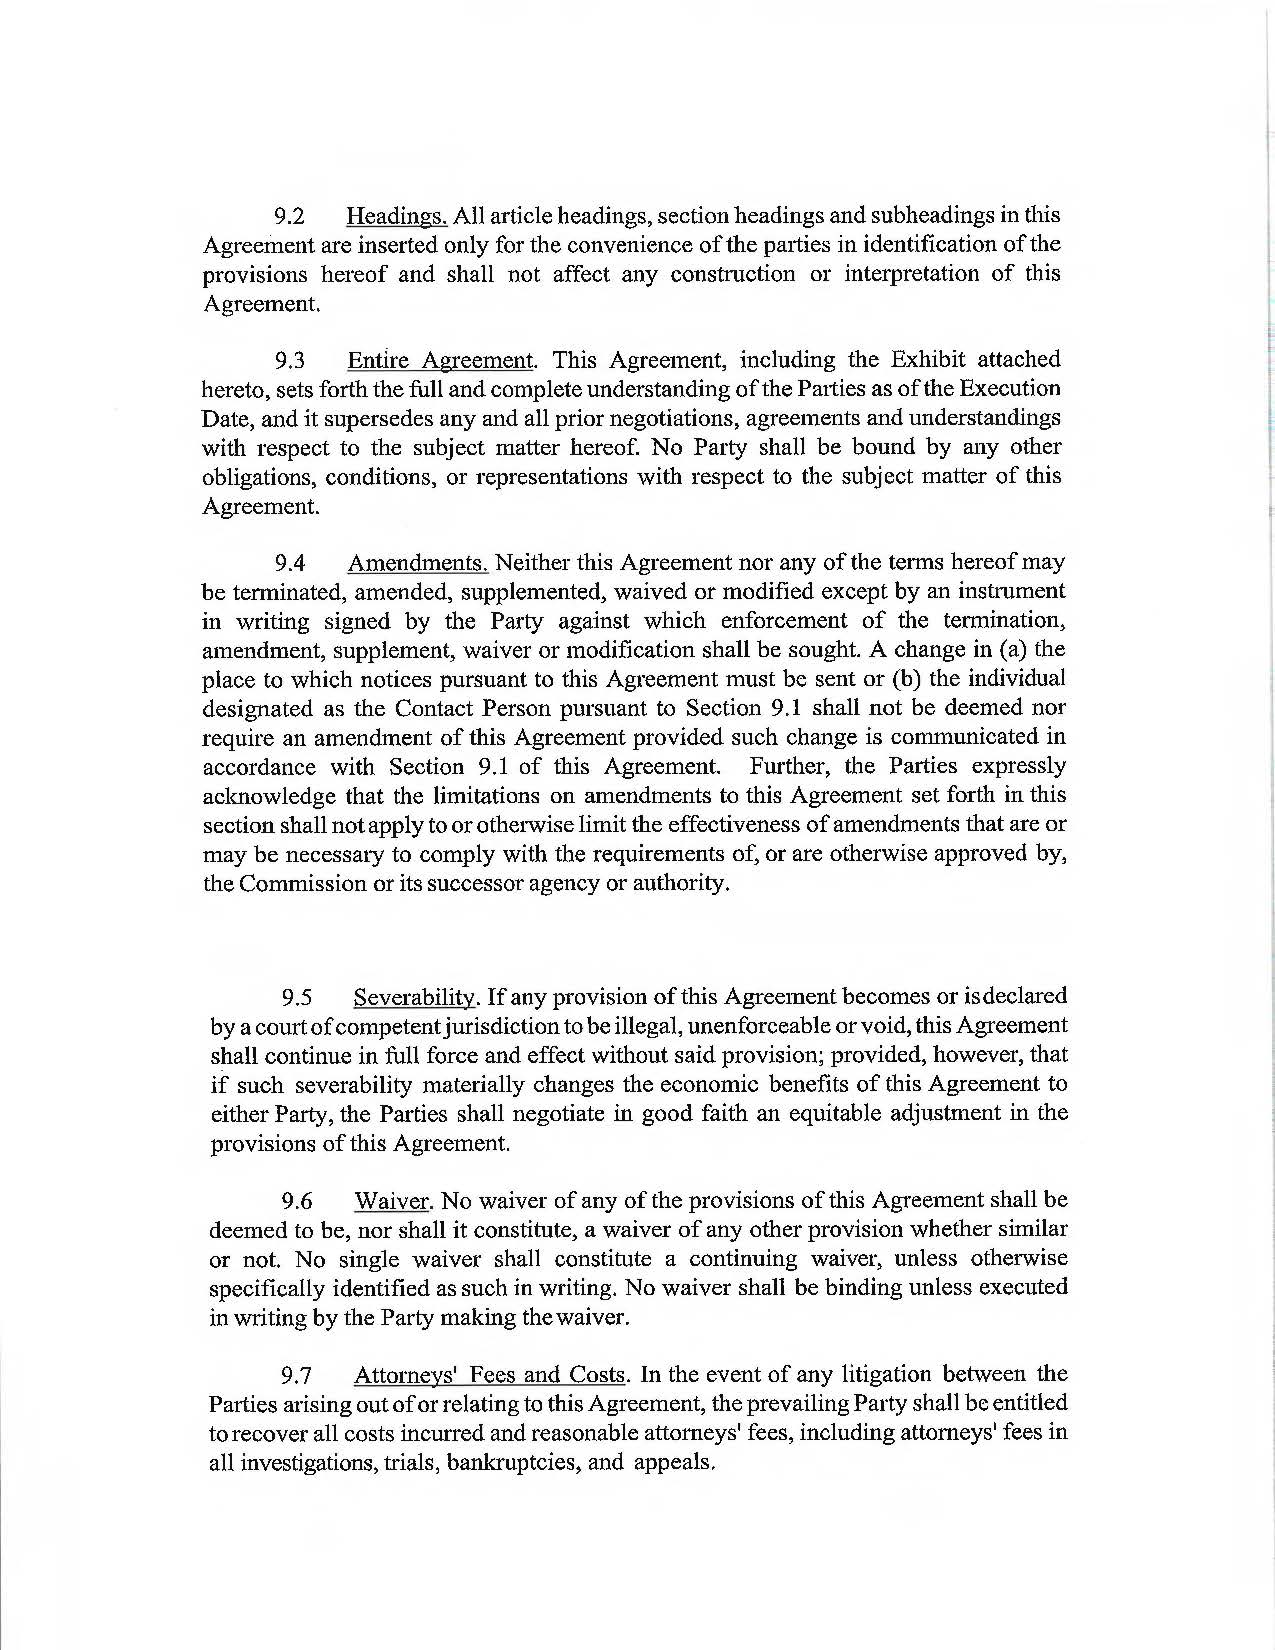 9.2 Headings. All article headings, section headings and subheadings in this
Agreement are inserted only for the convenience of the parties in identification of the
provisions hereof and shall not affect any construction or interpretation of this
Agreement.
9.3 Entire Agreement. This Agreement, including the Exhibit attached
hereto, sets forth the full and complete understanding of the Parties as of the Execution
Date, and it supersedes any and all prior negotiations, agreements and understandings
with respect to the subject matter hereof. No Party shall be bound by any other
obligations, conditions, or representations with respect to the subject matter of this
Agreement.
9.4 Amendments. Neither this Agreement nor any of the terms hereof may
be terminated, amended, supplemented, waived or modified except by an instrument
in writing signed by the Party against which enforcement of the termination,
amendment, supplement, waiver or modification shall be sought. A change in (a) the
place to which notices pursuant to this Agreement must be sent or (b) the individual
designated as the Contact Person pursuant to Section 9.1 shall not be deemed nor
require an amendment of this Agreement provided such change is communicated in
accordance with Section 9.1 of this Agreement. Further, the Parties expressly
acknowledge that the limitations on amendments to this Agreement set forth in this
section shall not apply to or otherwise limit the effectiveness of amendments that are or
may be necessary to comply with the requirements of, or are otherwise approved by,
the Commission or its successor agency or authority.
9.5 Severability. If any provision of this Agreement becomes or is declared
by a court of competent jurisdiction to be illegal, unenforceable or void, this Agreement
shall continue in full force and effect without said provision; provided, however, that
if such severability materially changes the economic benefits of this Agreement to
either Party, the Parties shall negotiate in good faith an equitable adjustment in the
provisions of this Agreement.
9.6 Waiver. No waiver of any of the provisions of this Agreement shall be
deemed to be, nor shall it constitute, a waiver of any other provision whether similar
or not. No single waiver shall constitute a continuing waiver, unless otherwise
specifically identified as such in writing. No waiver shall be binding unless executed
in writing by the Party making the waiver.
9.7 Attorneys' Fees and Costs. In the event of any litigation between the
Parties arising out of or relating to this Agreement, the prevailing Party shall be entitled
to recover all costs incurred and reasonable attorneys' fees, including attorneys' fees in
all investigations, trials, bankruptcies, and appeals.